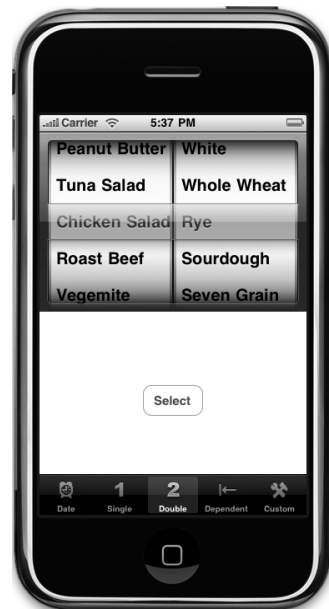 Carrier 5:37 PM
Peanut Butter White
Tuna Salad Whole Wheat
Chicken Salad Rye
Roast Beef Sourdough
Vegemite Seven Grain
Select
1 2
Date Single Double Dependent Custom